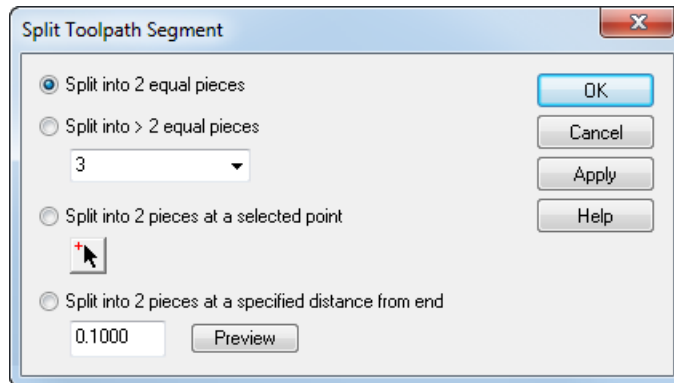 Split Toolpath Segment
Split into 2 equal pieces
OK
Split into > 2 equal pieces
Cancel
3
Apply
Split into 2 pieces at a selected point
Help
Split into 2 pieces at a specified distance from end
0.1000
Preview